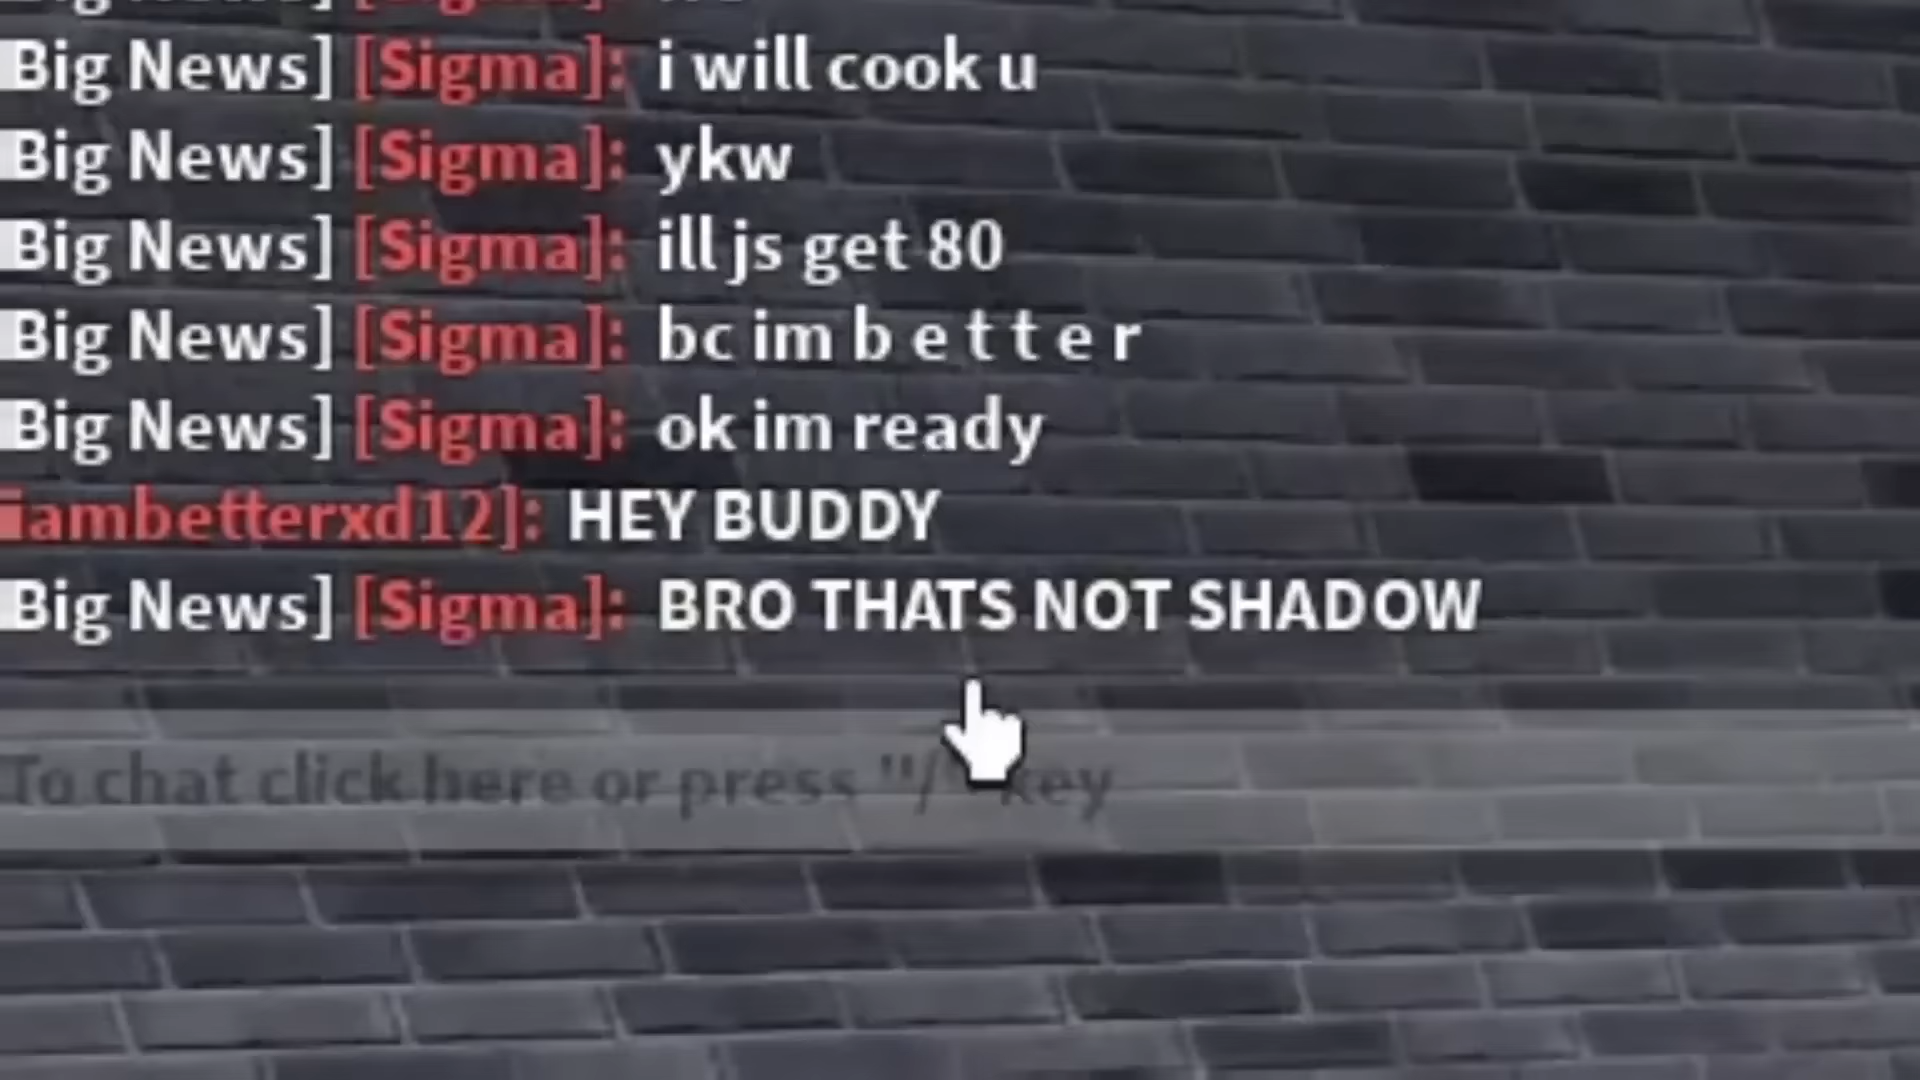 Big News] [Sigma]: i will cook u
Big News] [Sigma]: ykw
Big News] [Sigma]: ill js get 80
Big News] [Sigma]: bc im b e t t e r
Big News] [Sigma]: ok im ready
iambetterxd12]: HEY BUDDY
Big News] [Sigma]: BRO THATS NOT SHADOW
To chat click here or press "/" key